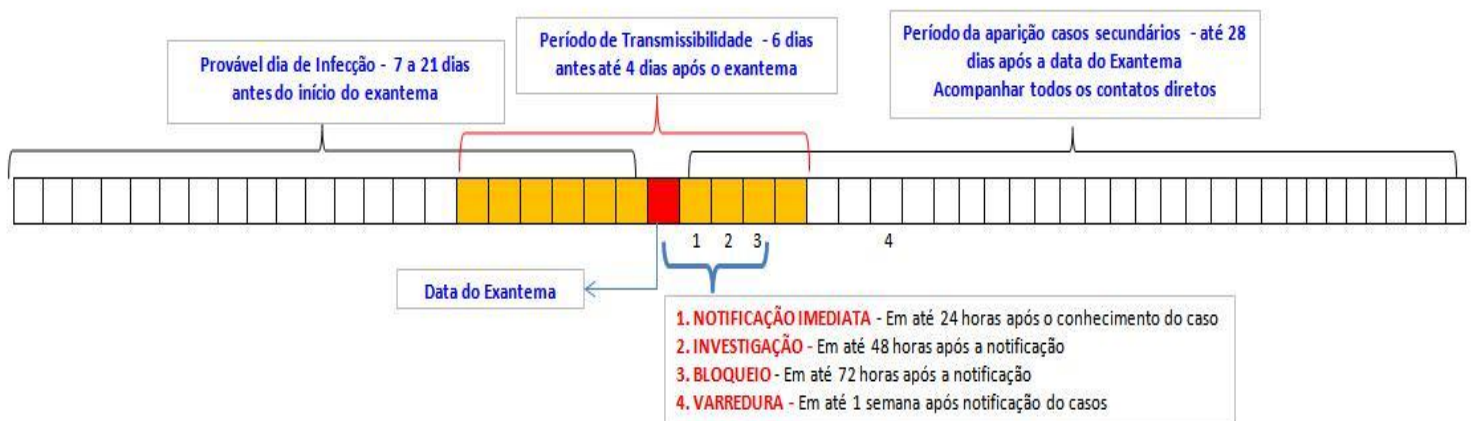 Provável dia de Infecção - 7 a 21 dias
antes do início do exantema
Período de Transmissibilidade - 6 dias
antes até 4 dias após o exantema
Período da aparição casos secundários - até 28
dias após a data do Exantema
Acompanhar todos os contatos diretos
1 2 3 4
Data do Exantema
1. NOTIFICAÇÃO IMEDIATA - Em até 24 horas após o conhecimento do caso
2. INVESTIGAÇÃO - Em até 48 horas após a notificação
3. BLOQUEIO - Em até 72 horas após a notificação
4. VARREDURA - Em até 1 semana após notificação do casos